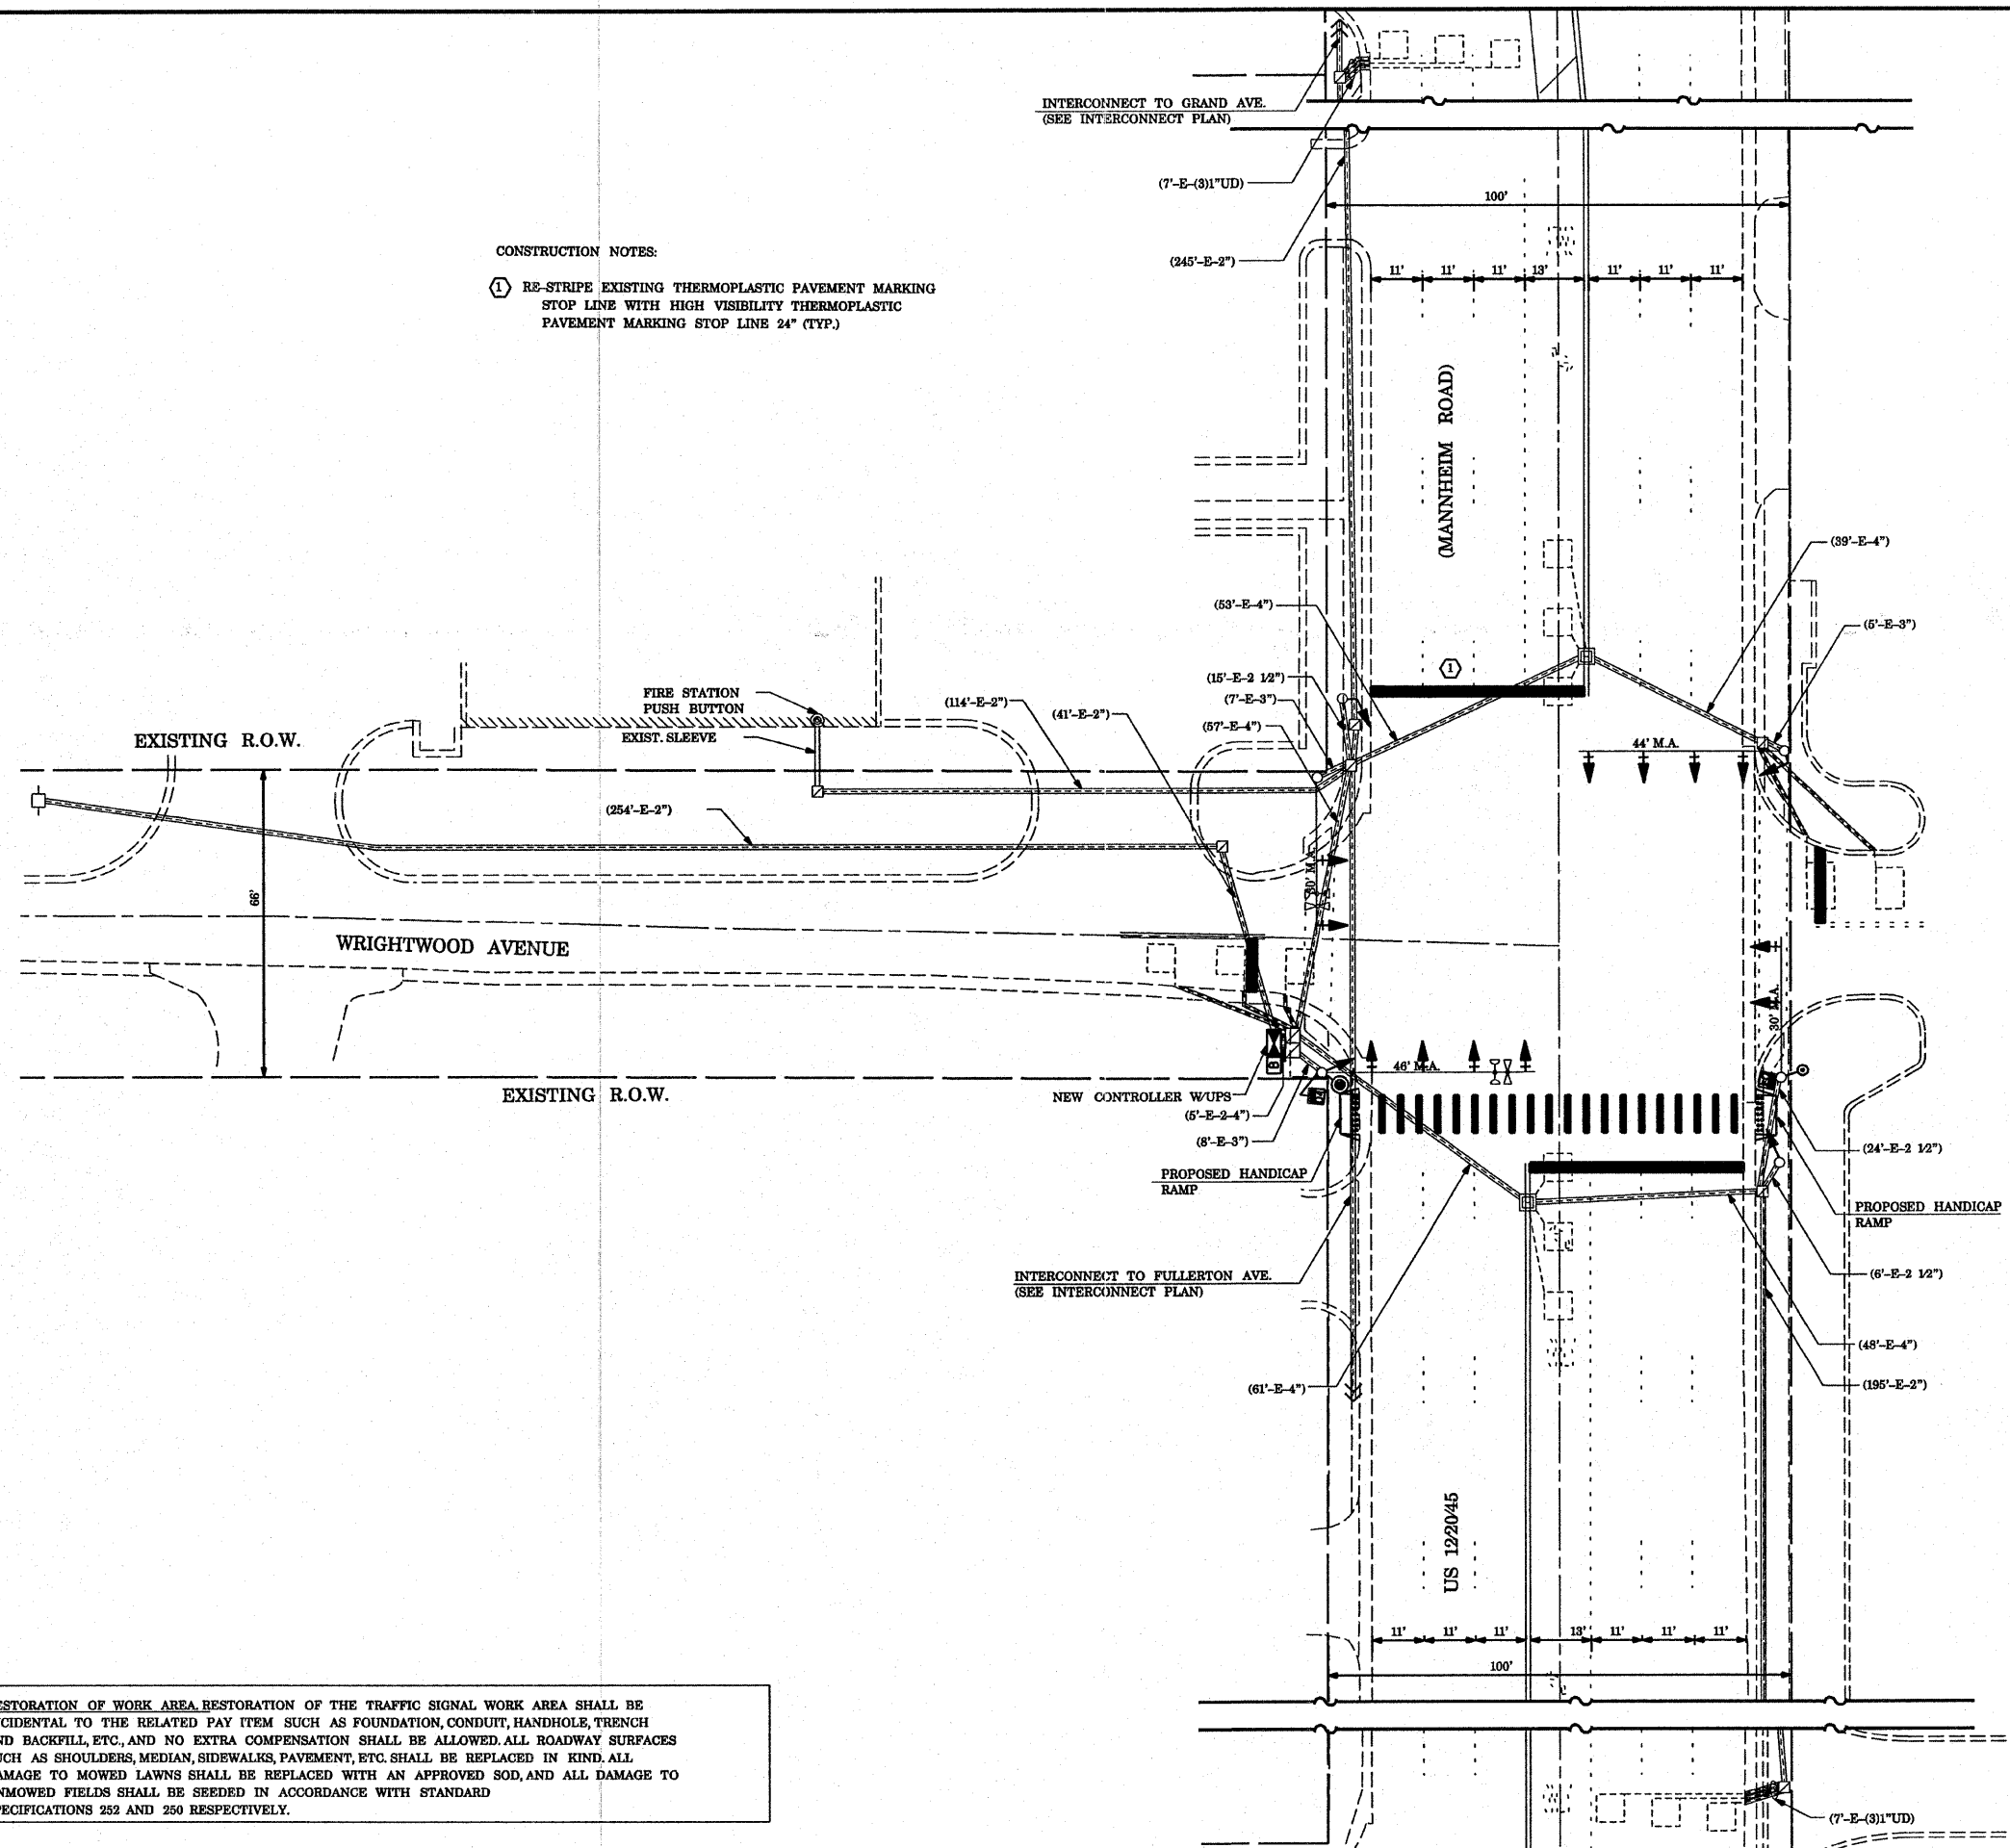 INTERCONNECT TO GRAND AVE.
(SEE INTERCONNECT PLAN)
(7'-E-(3)1"UD)
100'
(245'-E-2")
11' 11' 11' 13' 11' 11' 11'
CONSTRUCTION NOTES:
1 RE-STRIPE EXISTING THERMOPLASTIC PAVEMENT MARKING
STOP LINE WITH HIGH VISIBILITY THERMOPLASTIC
PAVEMENT MARKING STOP LINE 24" (TYP.)
(MANNHEIM ROAD)
(39'-E-4")
(53'-E-4")
(5'-E-3")
1
(15'-E-2 1/2")
(7'-E-3")
(57'-E-4")
FIRE STATION
PUSH BUTTON
EXIST. SLEEVE
(114'-E-2")
(41'-E-2")
EXISTING R.O.W.
44' M.A.
(254'-E-2")
66'
30' M.A.
WRIGHTWOOD AVENUE
30' M.A.
B
46' M.A.
EXISTING R.O.W.
NEW CONTROLLER W/UPS
(5'-E-2-4")
(8'-E-3")
PROPOSED HANDICAP
RAMP
(24'-E-2 1/2")
PROPOSED HANDICAP
RAMP
INTERCONNECT TO FULLERTON AVE.
(SEE INTERCONNECT PLAN)
(6'-E-2 1/2")
(48'-E-4")
(61'-E-4")
(195'-E-2")
US 12/20/45
11' 11' 11' 13' 11' 11' 11'
100'
ESTORATION OF WORK AREA. RESTORATION OF THE TRAFFIC SIGNAL WORK AREA SHALL BE
CIDENTAL TO THE RELATED PAY ITEM SUCH AS FOUNDATION, CONDUIT, HANDHOLE, TRENCH
ND BACKFILL, ETC., AND NO EXTRA COMPENSATION SHALL BE ALLOWED. ALL ROADWAY SURFACES
UCH AS SHOULDERS, MEDIAN, SIDEWALKS, PAVEMENT, ETC. SHALL BE REPLACED IN KIND. ALL
AMAGE TO MOWED LAWNS SHALL BE REPLACED WITH AN APPROVED SOD, AND ALL DAMAGE TO
NMOWED FIELDS SHALL BE SEEDED IN ACCORDANCE WITH STANDARD
PECIFICATIONS 252 AND 250 RESPECTIVELY.
(7'-E-(3)1"UD)